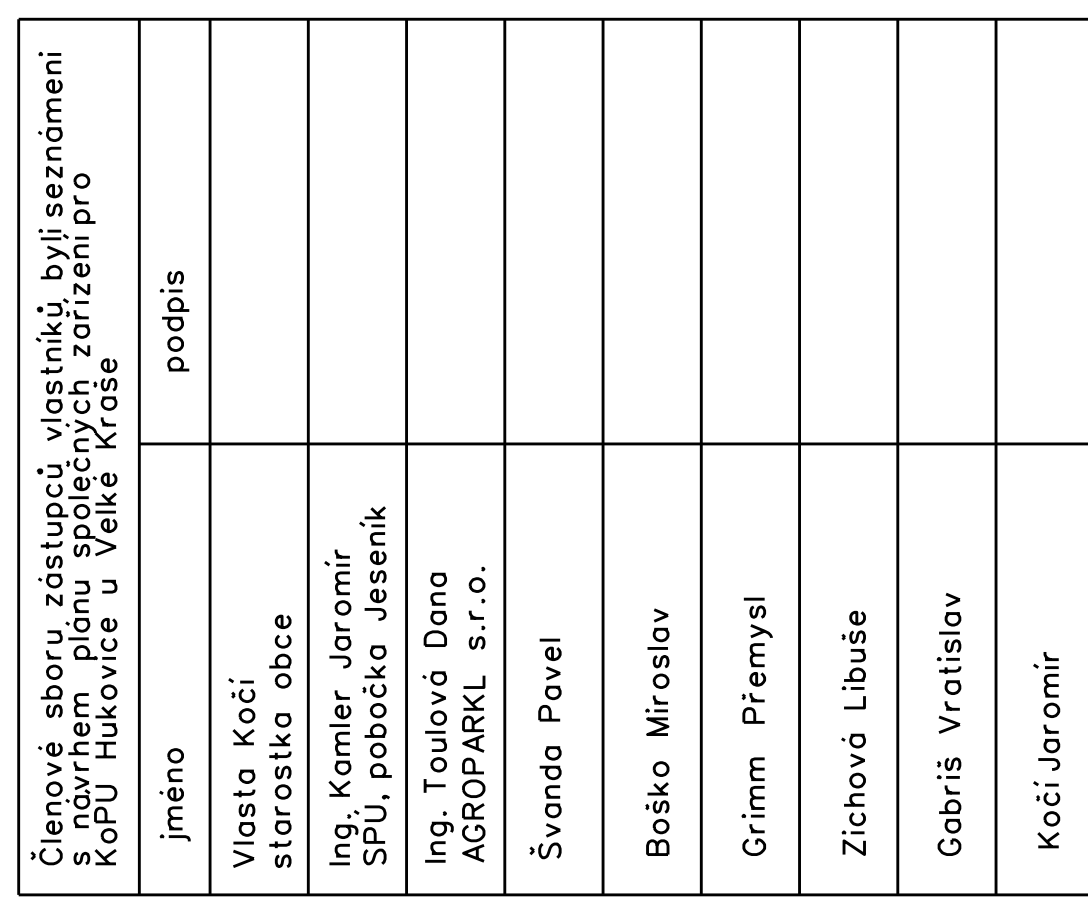 Členové sboru zástupců vlastníků byli seznámeni
s návrhem plánu společných zařízení pro
KoPÚ Hukovice u Velké Kraše
jméno podpis
Vlasta Kočí
starostka obce
Ing. Kamler Jaromír
SPÚ, pobočka Jeseník
Ing. Toulová Dana
AGROPARKL s.r.o.
Švanda Pavel
Boško Miroslav
Grimm Přemysl
Zichová Libuše
Gabriš Vratislav
Kočí Jaromír